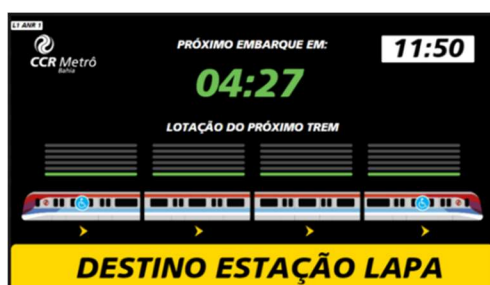 L1 ANR 1
CCR Metrô
Bahia
PRÓXIMO EMBARQUE EM:
11:50
04:27
LOTAÇÃO DO PRÓXIMO TREM
DESTINO ESTAÇÃO LAPA